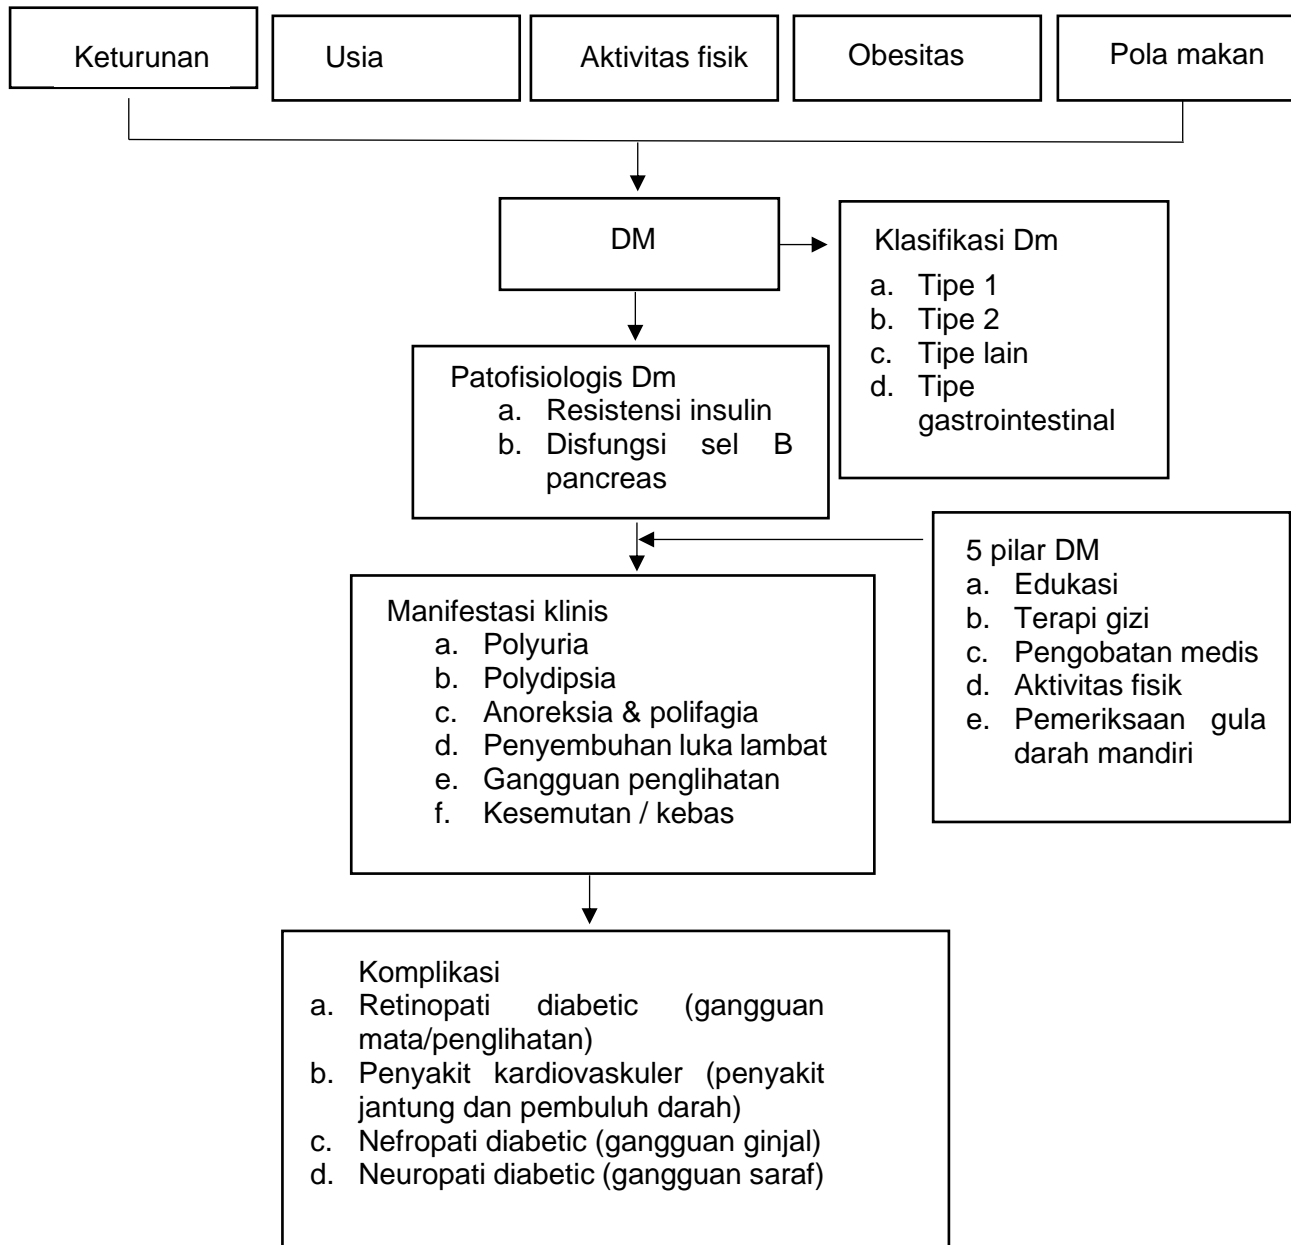 Keturunan
Usia
Aktivitas fisik
Obesitas
Pola makan
DM
Klasifikasi Dm
a. Tipe 1
b. Tipe 2
c. Tipe lain
d. Tipe
gastrointestinal
Patofisiologis Dm
a. Resistensi insulin
b. Disfungsi sel B
pancreas
5 pilar DM
a. Edukasi
b. Terapi gizi
c. Pengobatan medis
d. Aktivitas fisik
e. Pemeriksaan gula
darah mandiri
Manifestasi klinis
a. Polyuria
b. Polydipsia
c. Anoreksia & polifagia
d. Penyembuhan luka lambat
e. Gangguan penglihatan
f. Kesemutan / kebas
Komplikasi
a. Retinopati diabetic (gangguan
mata/penglihatan)
b. Penyakit kardiovaskuler (penyakit
jantung dan pembuluh darah)
c. Nefropati diabetic (gangguan ginjal)
d. Neuropati diabetic (gangguan saraf)